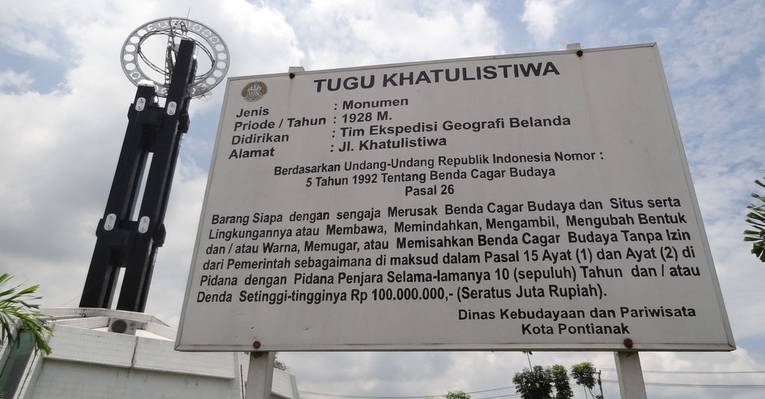 TUGU KHATULISTIWA
Jenis : Monumen
Priode / Tahun : 1928 M.
Didirikan : Tim Ekspedisi Geografi Belanda
Alamat : Jl. Khatulistiwa
Berdasarkan Undang-Undang Republik Indonesia Nomor :
5 Tahun 1992 Tentang Benda Cagar Budaya
Pasal 26
Barang Siapa dengan sengaja Merusak Benda Cagar Budaya dan Situs serta
Lingkungannya atau Membawa, Memindahkan, Mengambil, Mengubah Bentuk
dan / atau Warna, Memugar, atau Memisahkan Benda Cagar Budaya Tanpa Izin
dari Pemerintah sebagaimana di maksud dalam Pasal 15 Ayat (1) dan Ayat (2) di
Pidana dengan Pidana Penjara Selama-lamanya 10 (sepuluh) Tahun dan / atau
Denda Setinggi-tingginya Rp 100.000.000,- (Seratus Juta Rupiah).
Dinas Kebudayaan dan Pariwisata
Kota Pontianak